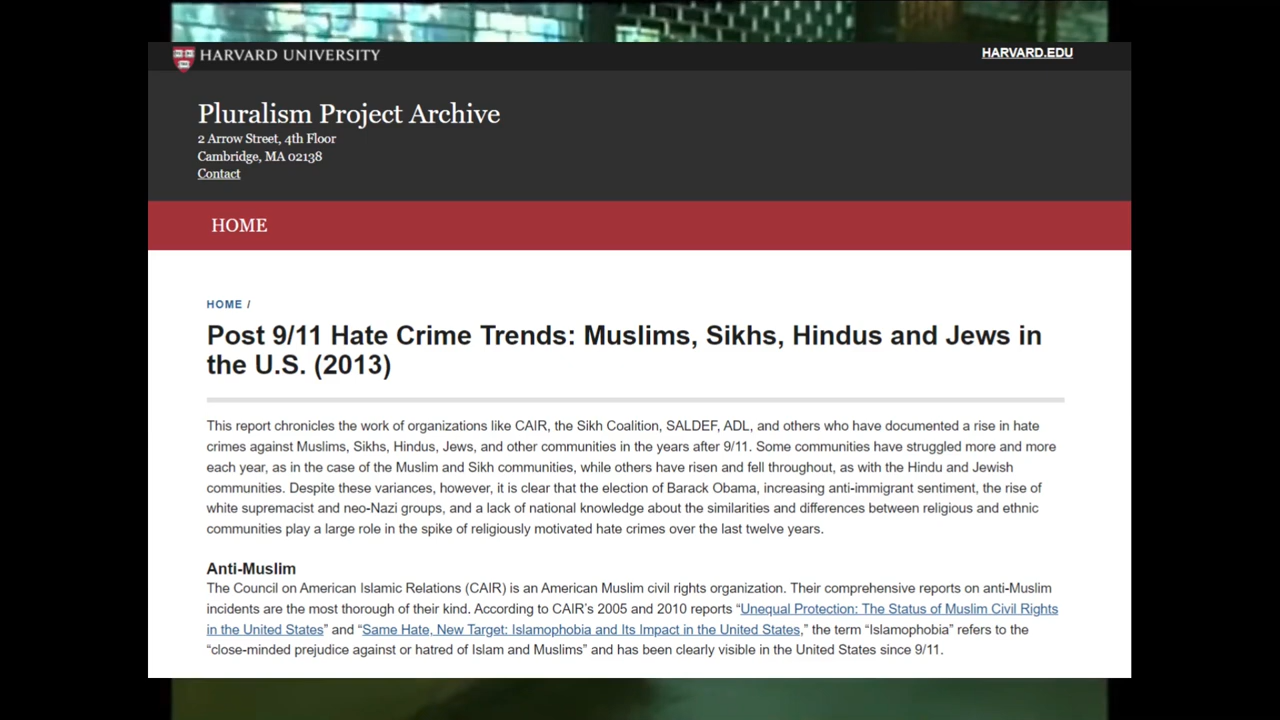 HARVARD UNIVERSITY
HARVARD.EDU
Pluralism Project Archive
2 Arrow Street, 4th Floor
Cambridge, MA 02138
Contact
HOME
HOME /
Post 9/11 Hate Crime Trends: Muslims, Sikhs, Hindus and Jews in
the U.S. (2013)
This report chronicles the work of organizations like CAIR, the Sikh Coalition, SALDEF, ADL, and others who have documented a rise in hate
crimes against Muslims, Sikhs, Hindus, Jews, and other communities in the years after 9/11. Some communities have struggled more and more
each year, as in the case of the Muslim and Sikh communities, while others have risen and fell throughout, as with the Hindu and Jewish
communities. Despite these variances, however, it is clear that the election of Barack Obama, increasing anti-immigrant sentiment, the rise of
white supremacist and neo-Nazi groups, and a lack of national knowledge about the similarities and differences between religious and ethnic
communities play a large role in the spike of religiously motivated hate crimes over the last twelve years.
Anti-Muslim
The Council on American Islamic Relations (CAIR) is an American Muslim civil rights organization. Their comprehensive reports on anti-Muslim
incidents are the most thorough of their kind. According to CAIR's 2005 and 2010 reports “Unequal Protection: The Status of Muslim Civil Rights
in the United States” and “Same Hate, New Target: Islamophobia and Its Impact in the United States,” the term “Islamophobia” refers to the
“close-minded prejudice against or hatred of Islam and Muslims” and has been clearly visible in the United States since 9/11.